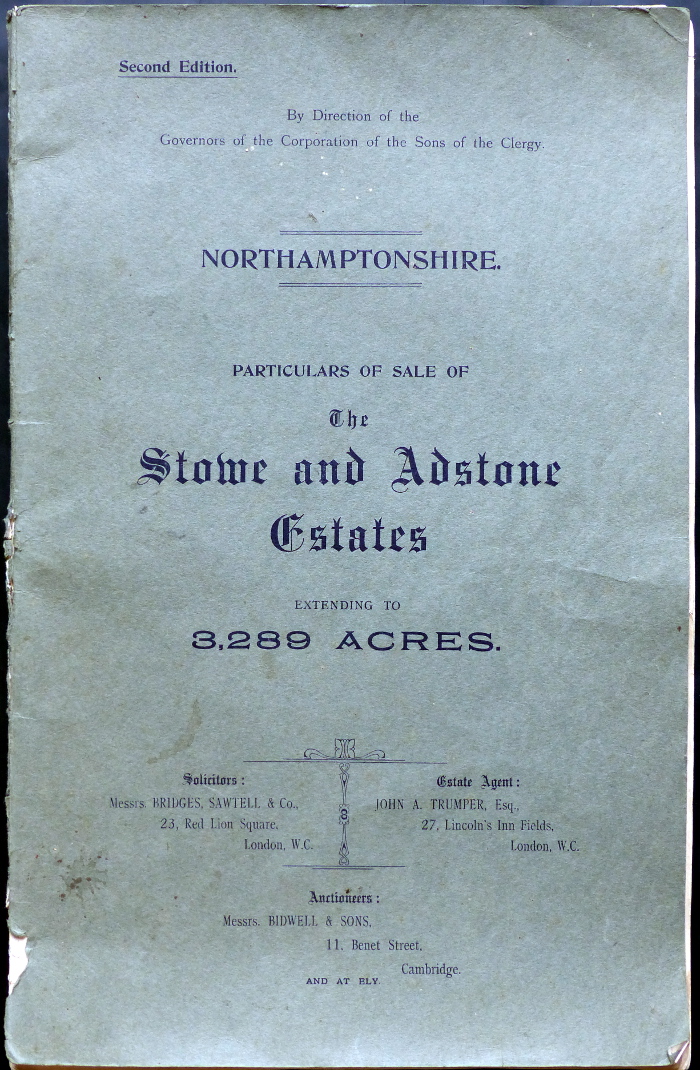 Second Edition.
By Direction of the
Governors of the Corporation of the Sons of the Clergy.
NORTHAMPTONSHIRE.
PARTICULARS OF SALE OF
The
Stowe and Adstone
Estates
EXTENDING TO
3,289 ACRES.
Solicitors :
Messrs. BRIDGES, SAWTELL & Co.,
23, Red Lion Square,
London, W.C.
Estate Agent :
JOHN A. TRUMPER, Esq.,
27, Lincoln's Inn Fields,
London, W.C.
Auctioneers :
Messrs. BIDWELL & SONS,
11, Benet Street,
Cambridge.
AND AT ELY.